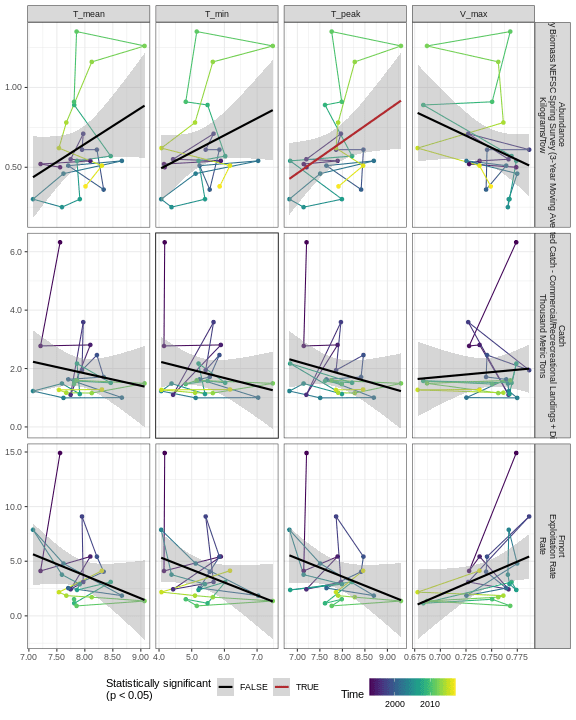 T_mean
T_min
T_peak
V_max
1.00
0.50
Abundance
Biomass NEFSC Spring Survey (3-Year Moving Ave
Kilograms/Tow
6.0
4.0
2.0
0.0
Catch
Catch - Commercial/Recreational Landings + Di
Thousand Metric Tons
15.0
10.0
5.0
0.0
Fmort
Exploitation Rate
Rate
7.00 7.50 8.00 8.50 9.00
4.0 5.0 6.0 7.0
7.00 7.50 8.00 8.50 9.00
0.675 0.700 0.725 0.750 0.775
Statistically significant
(p < 0.05)
FALSE
TRUE
Time
2000 2010